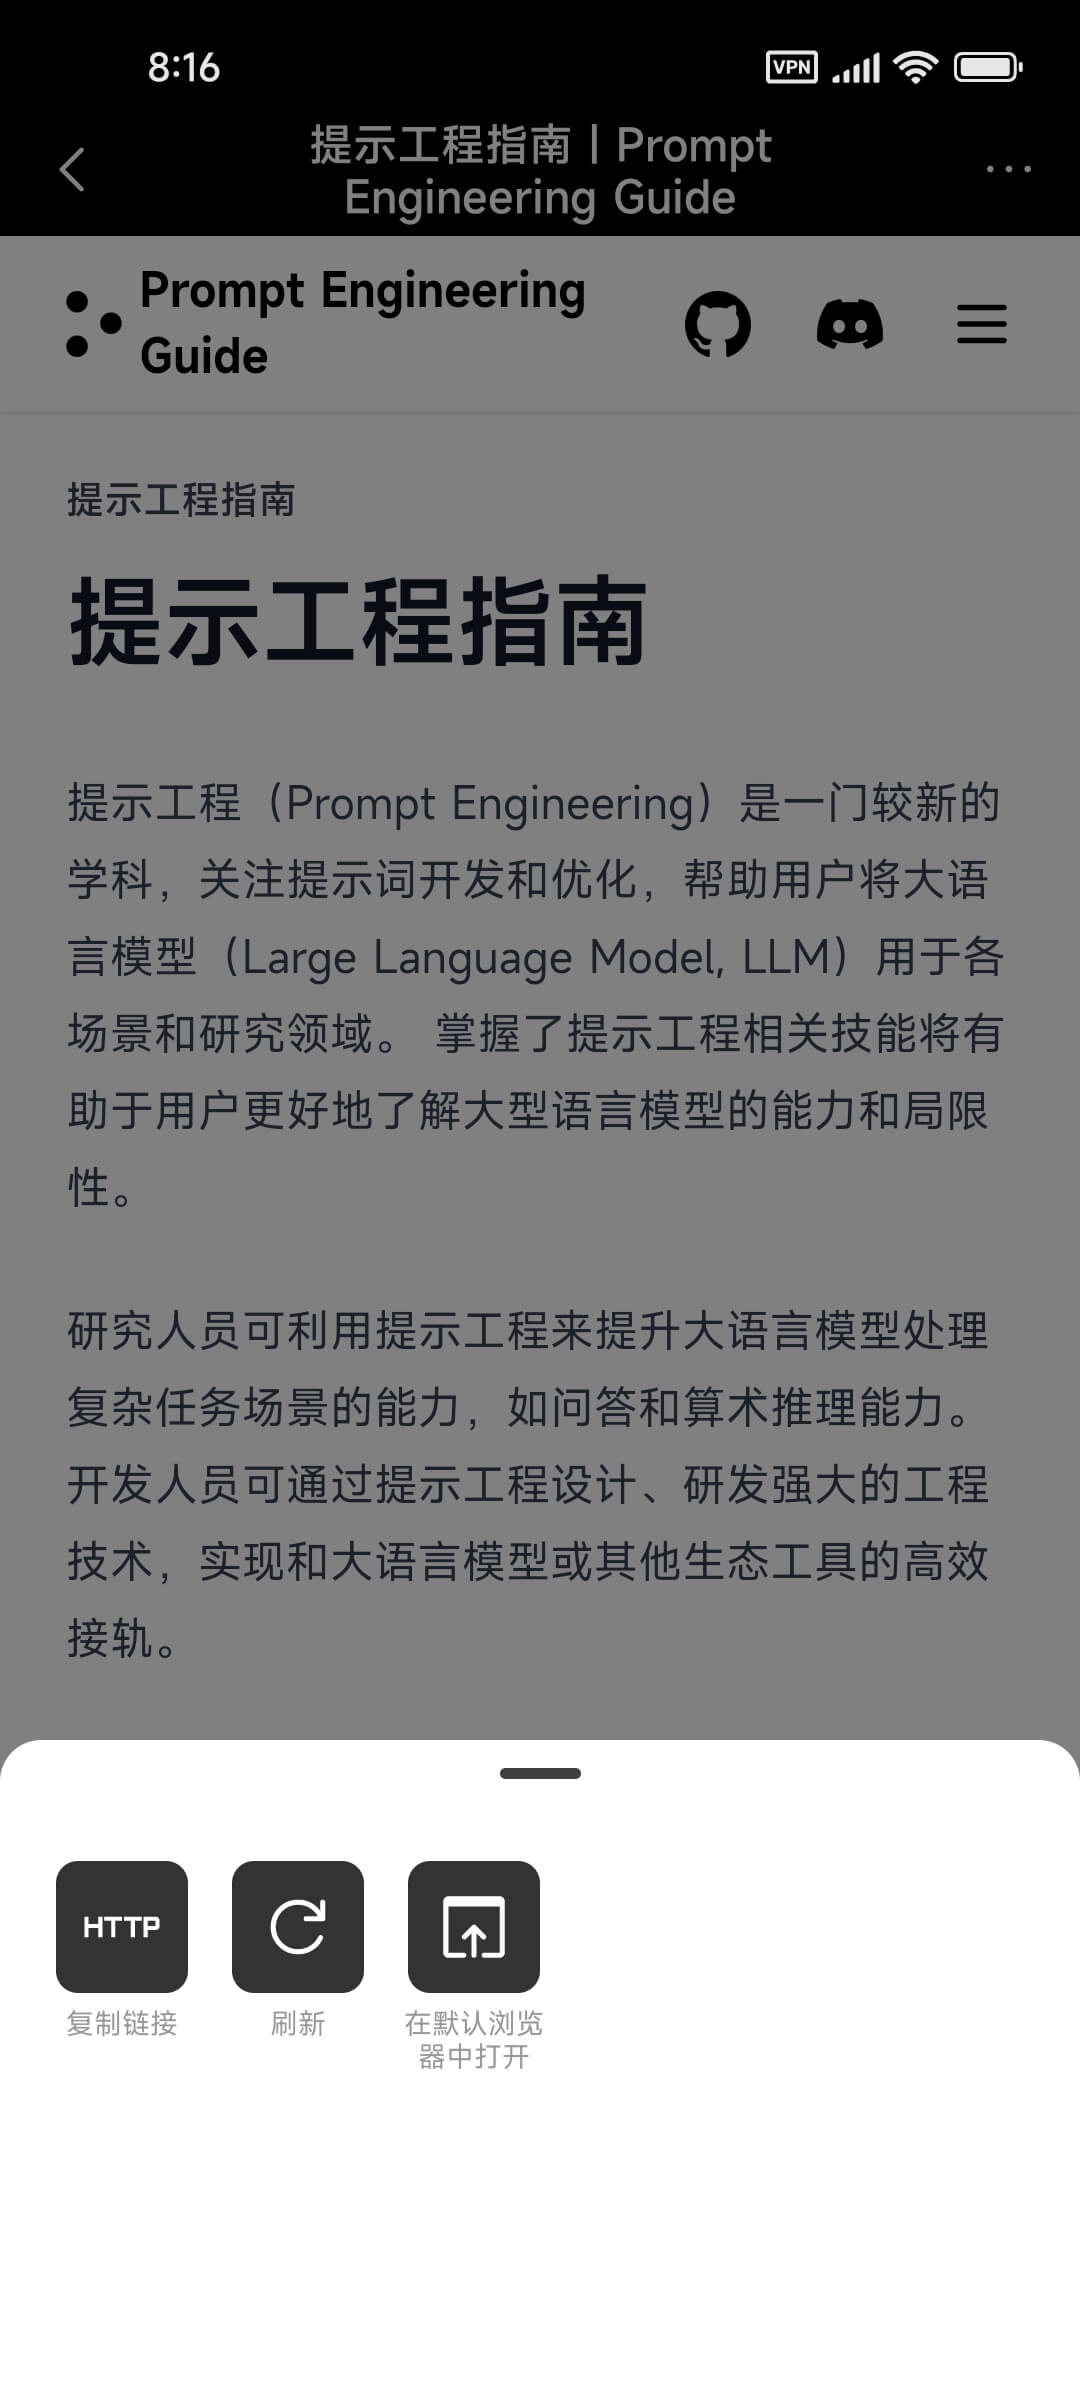 8:16
VPN
提示工程指南 | Prompt
Engineering Guide
Prompt Engineering
Guide
提示工程指南
提示工程指南
提示工程（Prompt Engineering）是一门较新的
学科，关注提示词开发和优化，帮助用户将大语
言模型（Large Language Model, LLM）用于各
场景和研究领域。 掌握了提示工程相关技能将有
助于用户更好地了解大型语言模型的能力和局限
性。
研究人员可利用提示工程来提升大语言模型处理
复杂任务场景的能力，如问答和算术推理能力。
开发人员可通过提示工程设计、研发强大的工程
技术，实现和大语言模型或其他生态工具的高效
接轨。
HTTP
复制链接
刷新
在默认浏览
器中打开